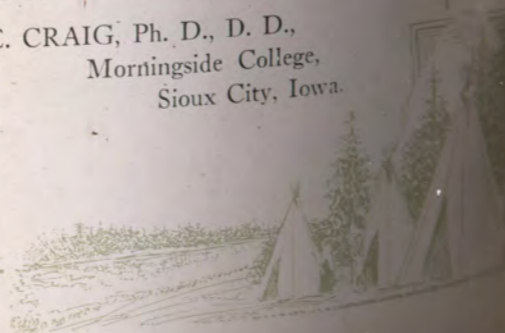 . CRAIG, Ph. D., D. D.,
Morningside College,
Sioux City, Iowa.